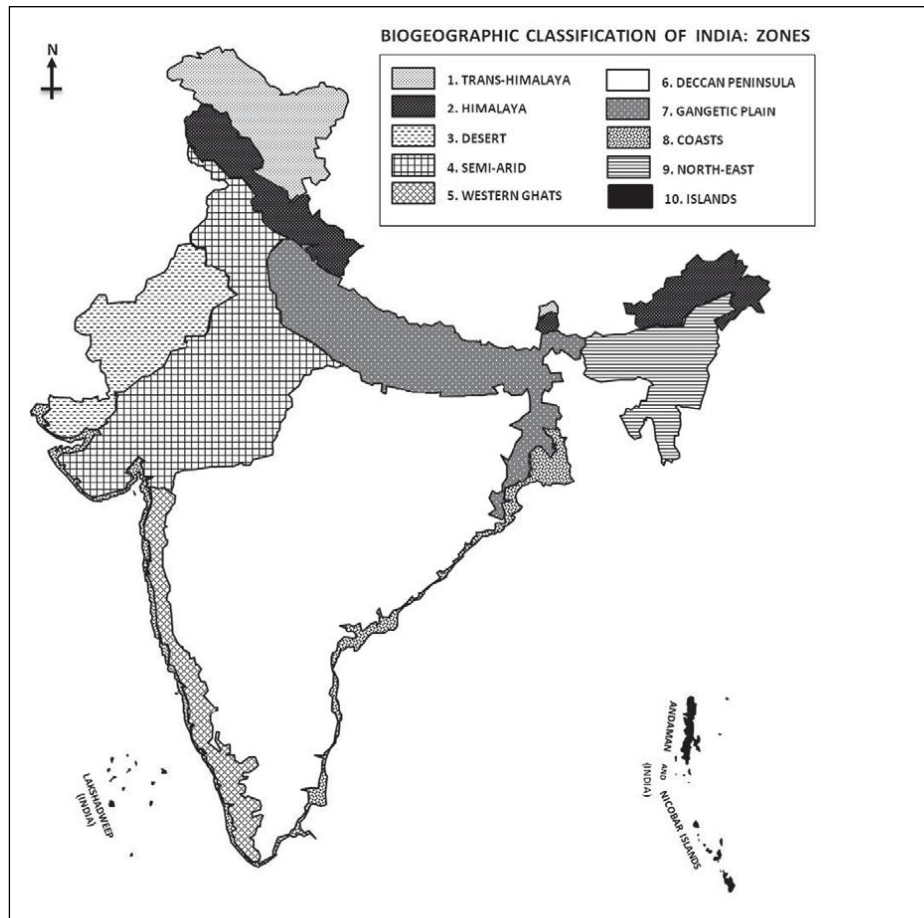 BIOGEOGRAPHIC CLASSIFICATION OF INDIA: ZONES
N
1. TRANS-HIMALAYA
2. HIMALAYA
3. DESERT
4. SEMI-ARID
5. WESTERN GHATS
6. DECCAN PENINSULA
7. GANGETIC PLAIN
8. COASTS
9. NORTH-EAST
10. ISLANDS
LAKSHADWEEP
(INDIA)
ANDAMAN AND NICOBAR ISLANDS
(INDIA)